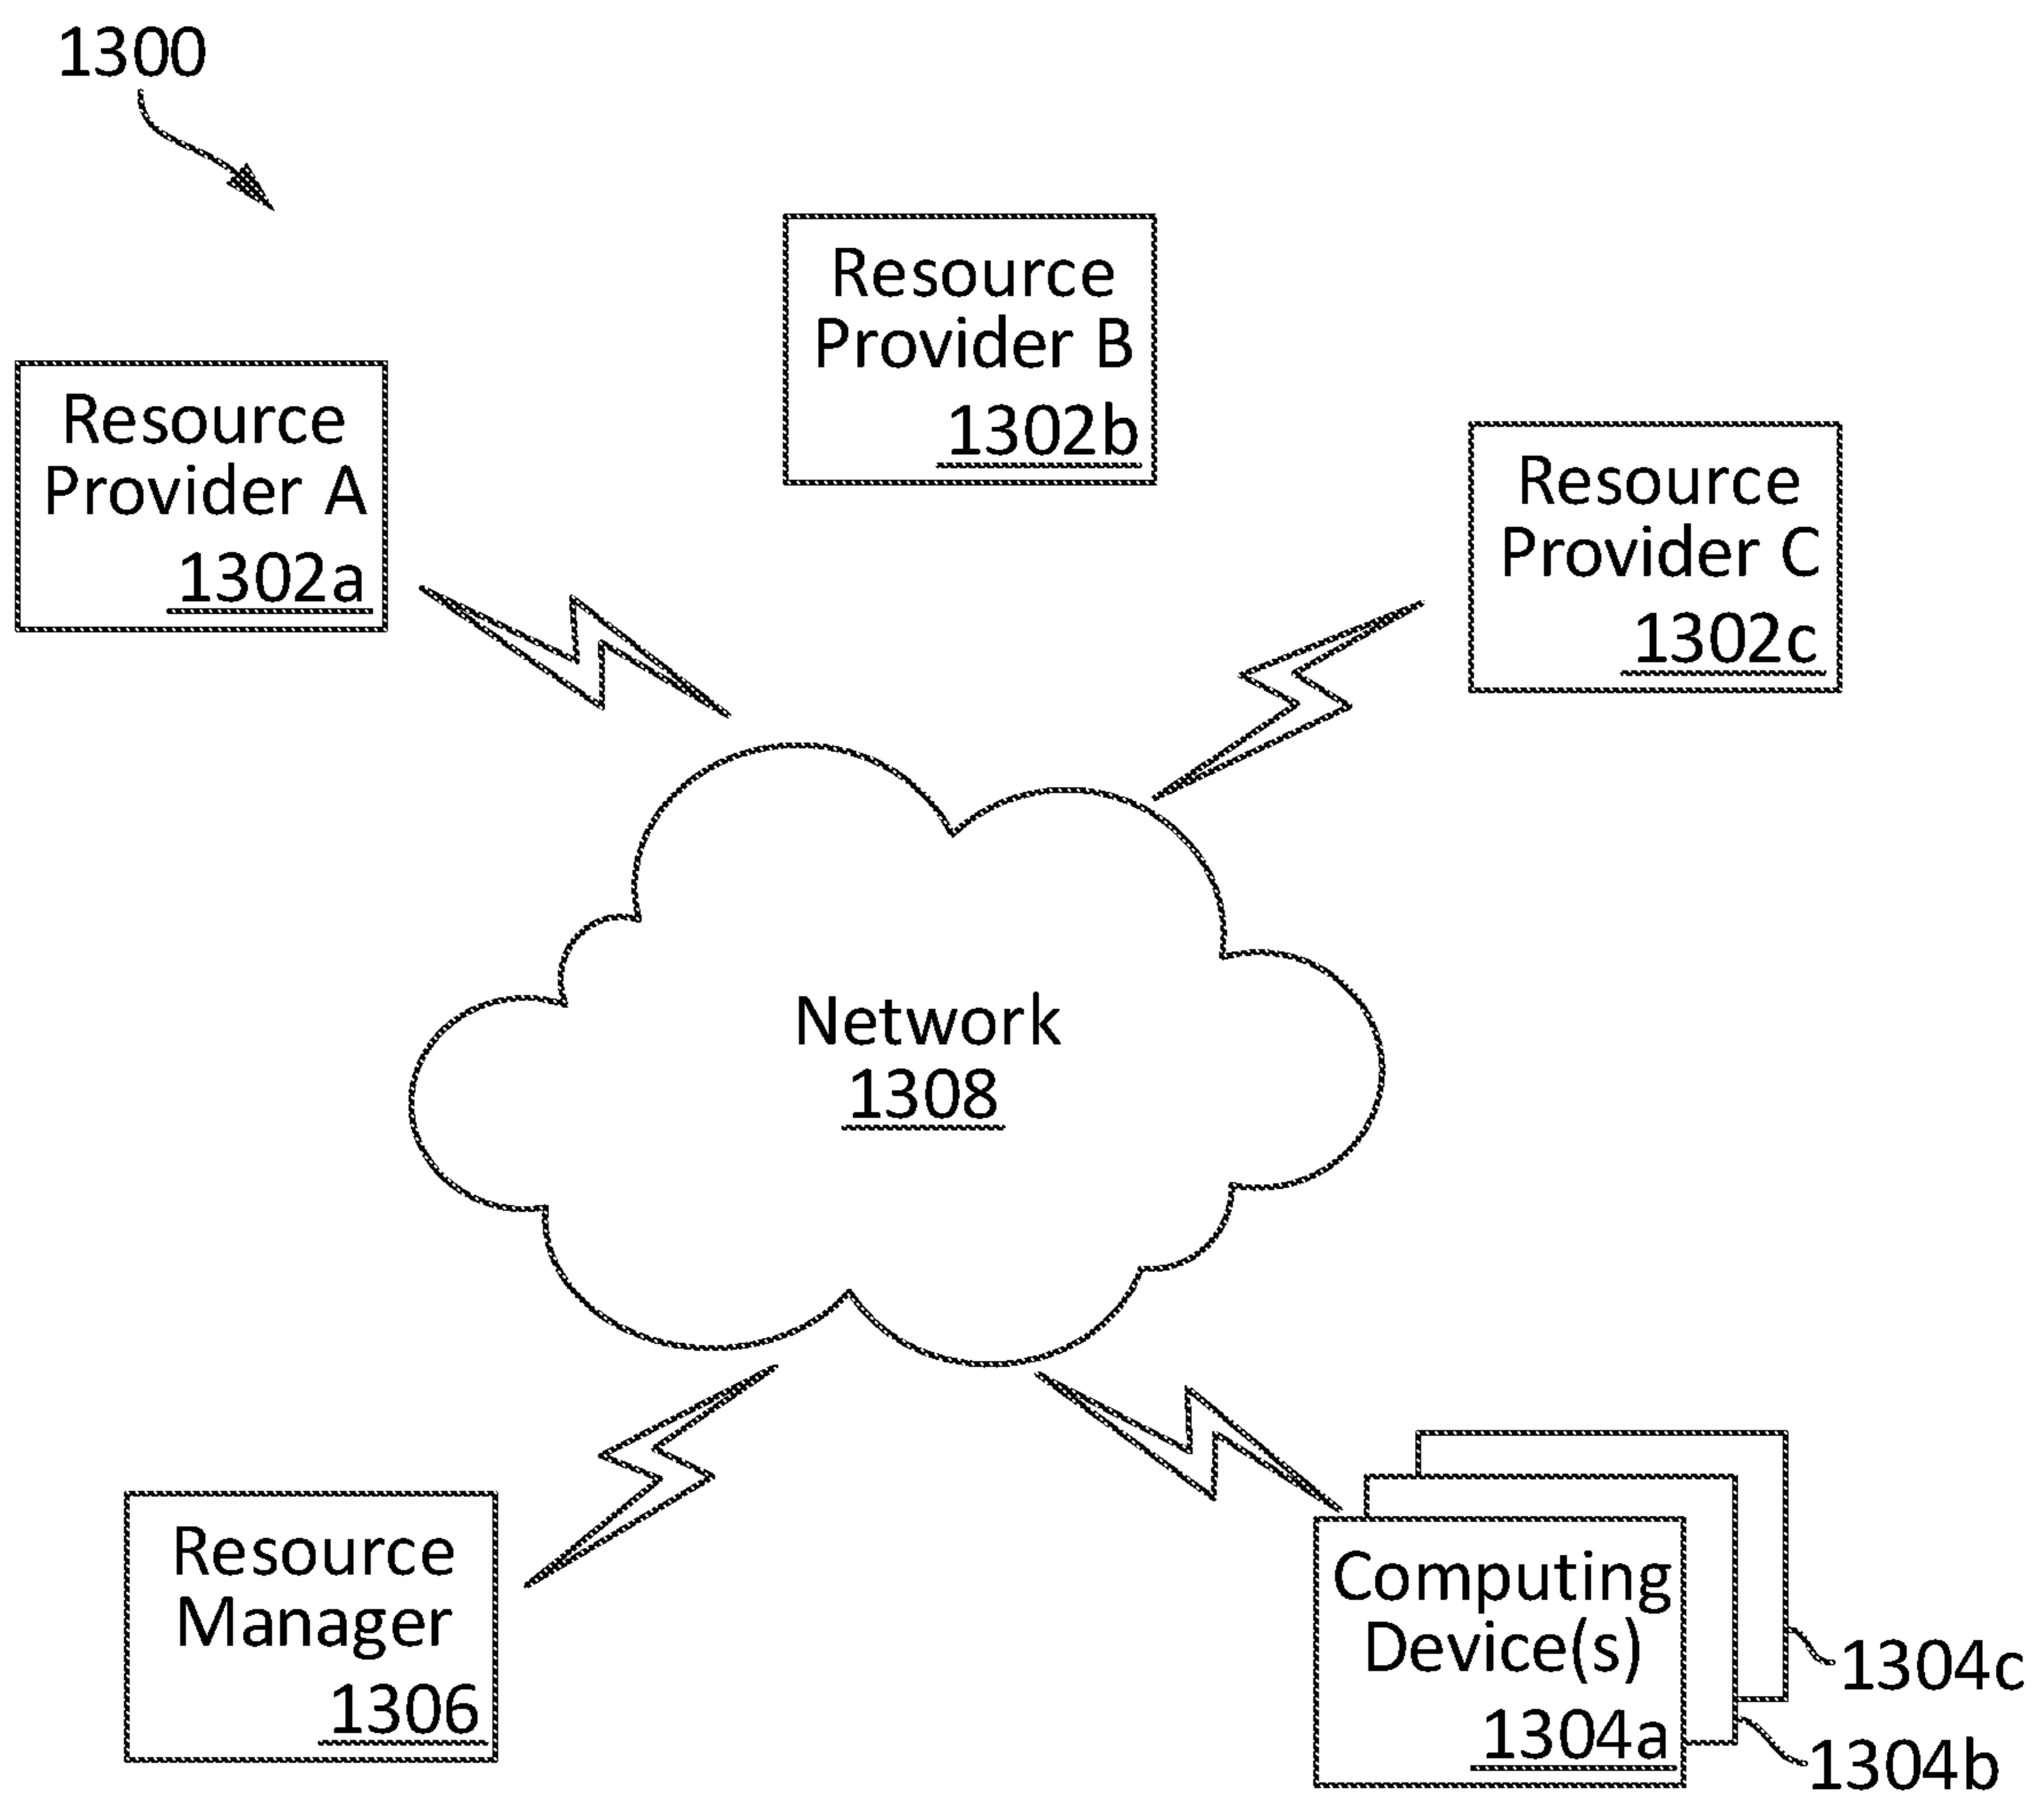 1300
Resource
Provider B
1302b
Resource
Provider A
1302a
Resource
Provider C
1302c
Network
1308
Resource
Manager
1306
Computing
Device(s)
1304a
1304c
1304b